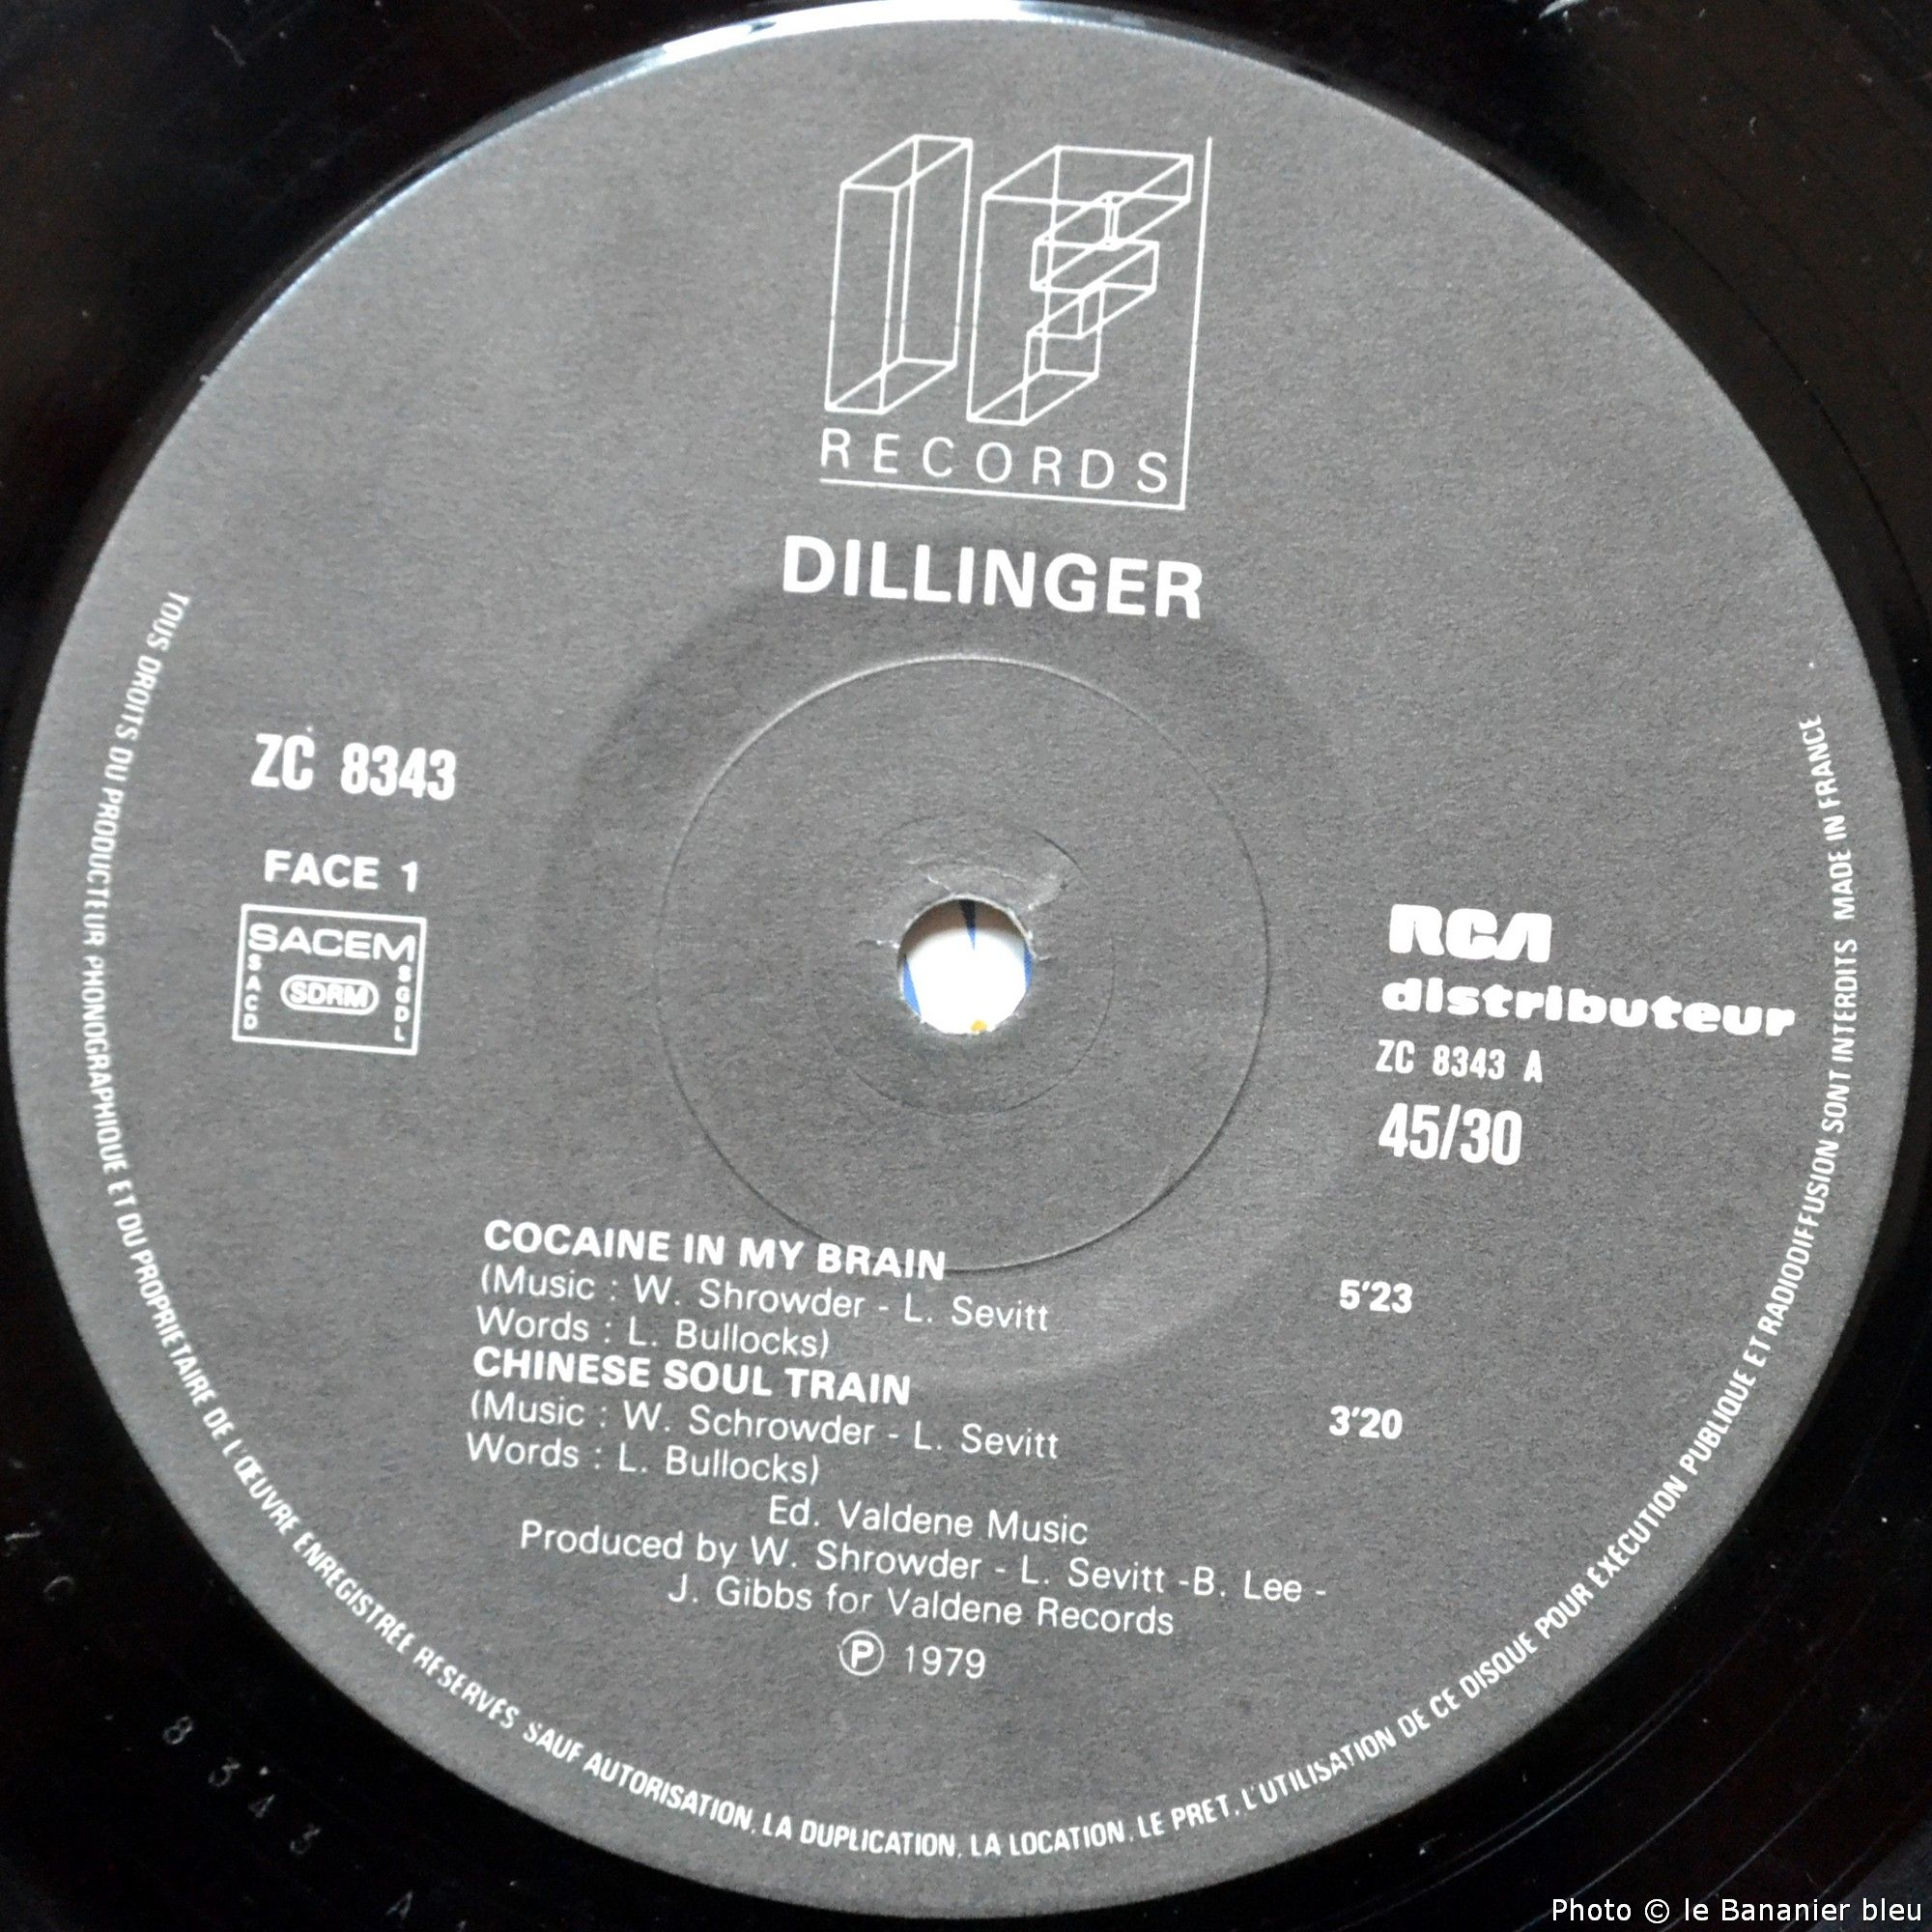 IF
RECORDS
DILLINGER
ZC 8343
FACE 1
SACEM
SACD
SDRM
SGDL
RCA
distributeur
ZC 8343 A
45/30
COCAINE IN MY BRAIN 5'23
(Music : W. Shrowder - L. Sevitt
Words : L. Bullocks)
CHINESE SOUL TRAIN 3'20
(Music : W. Schrowder - L. Sevitt
Words : L. Bullocks)
Ed. Valdene Music
Produced by W. Shrowder - L. Sevitt -B. Lee -
J. Gibbs for Valdene Records
Ⓟ 1979
TOUS DROITS DU PRODUCTEUR PHONOGRAPHIQUE ET DU PROPRIETAIRE DE L'ŒUVRE ENREGISTRÉE RESERVÉS SAUF AUTORISATION, LA DUPLICATION, LA LOCATION, LE PRET, L'UTILISATION DE CE DISQUE POUR EXÉCUTION PUBLIQUE ET RADIODIFFUSION SONT INTERDITS MADE IN FRANCE
8343 A
Photo © le Bananier bleu